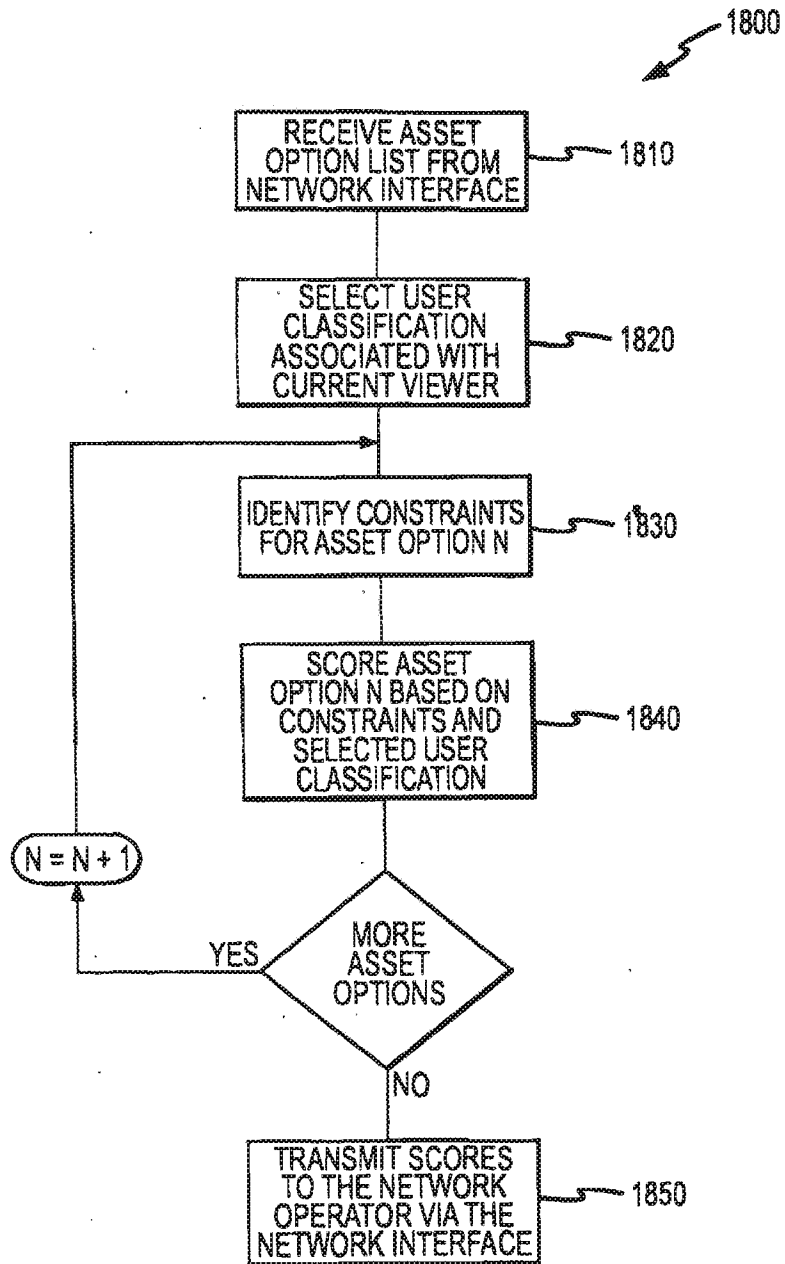 1800
RECEIVE ASSET
OPTION LIST FROM
NETWORK INTERFACE
1810
SELECT USER
CLASSIFICATION
ASSOCIATED WITH
CURRENT VIEWER
1820
IDENTIFY CONSTRAINTS
FOR ASSET OPTION N
1830
SCORE ASSET
OPTION N BASED ON
CONSTRAINTS AND
SELECTED USER
CLASSIFICATION
1840
N = N + 1
YES
MORE
ASSET
OPTIONS
NO
TRANSMIT SCORES
TO THE NETWORK
OPERATOR VIA THE
NETWORK INTERFACE
1850